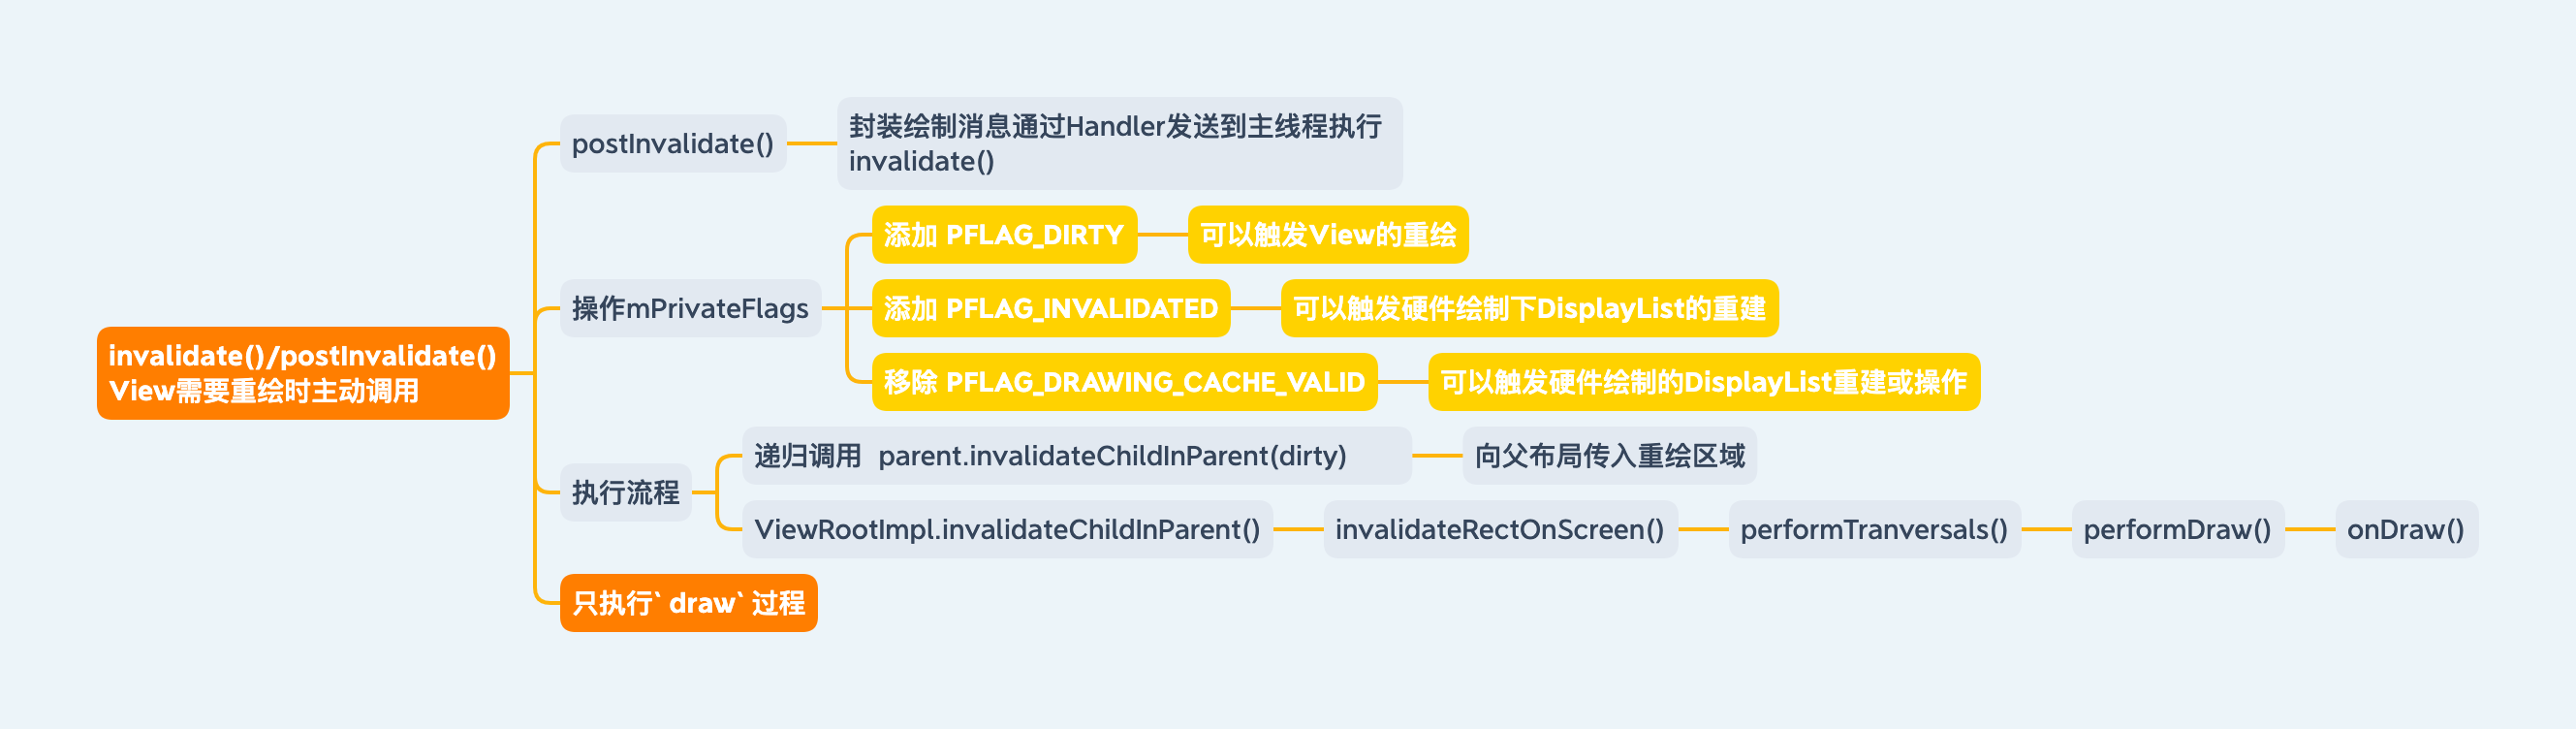 invalidate()/postInvalidate()
View需要重绘时主动调用
postInvalidate()
封装绘制消息通过Handler发送到主线程执行
invalidate()
操作mPrivateFlags
添加 PFLAG_DIRTY
可以触发View的重绘
添加 PFLAG_INVALIDATED
可以触发硬件绘制下DisplayList的重建
移除 PFLAG_DRAWING_CACHE_VALID
可以触发硬件绘制的DisplayList重建或操作
执行流程
递归调用  parent.invalidateChildInParent(dirty)
向父布局传入重绘区域
ViewRootImpl.invalidateChildInParent()
invalidateRectOnScreen()
performTranversals()
performDraw()
onDraw()
只执行` draw` 过程